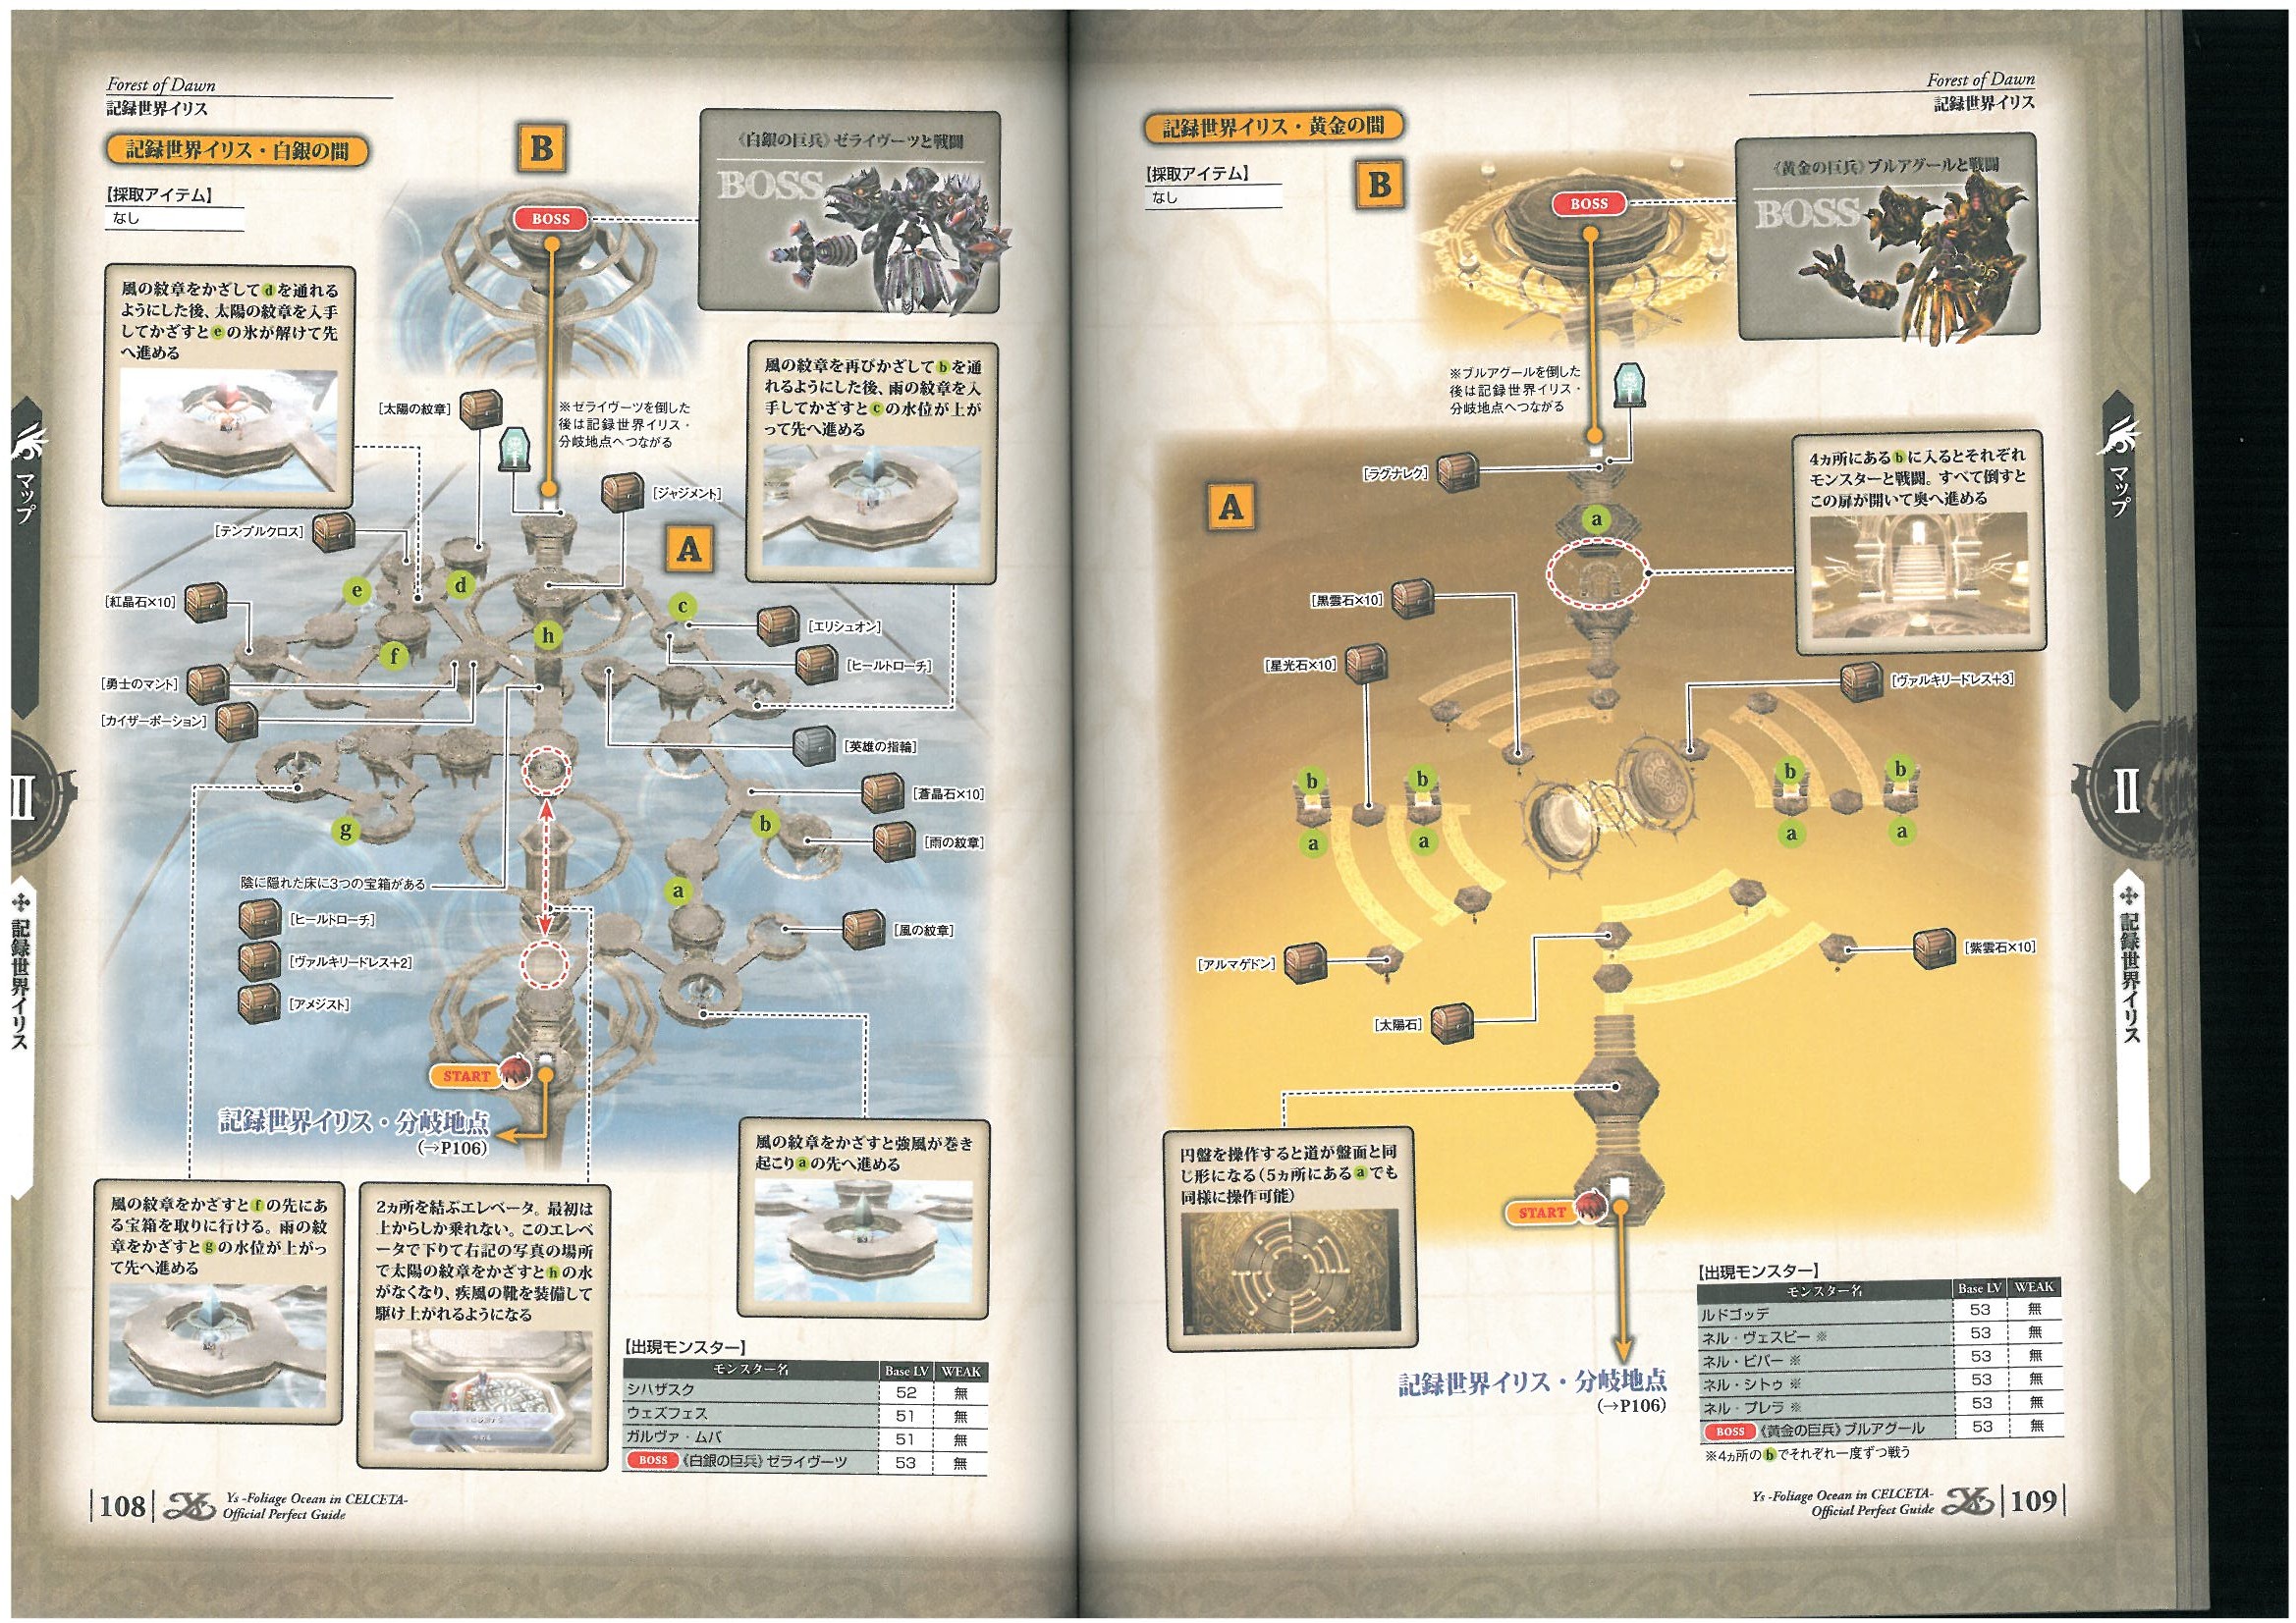 Forest of Dawn
記録世界イリス
記録世界イリス・白銀の間
【採取アイテム】
なし
B
BOSS
《白銀の巨兵》ゼライヴーツと戦闘
BOSS
風の紋章をかざしてdを通れる
ようにした後、太陽の紋章を入手
してかざすとeの氷が解けて先
へ進める
風の紋章を再びかざしてbを通
れるようにした後、雨の紋章を入
手してかざすとcの水位が上が
って先へ進める
[太陽の紋章]
※ゼライヴーツを倒した
後は記録世界イリス・
分岐地点へつながる
[ジャジメント]
[テンプルクロス]
A
e
d
c
[紅晶石×10]
[エリシュオン]
h
f
[ヒールトローチ]
[勇士のマント]
[カイザーポーション]
[英雄の指輪]
[蒼晶石×10]
g
b
[雨の紋章]
陰に隠れた床に3つの宝箱がある
a
[ヒールトローチ]
[風の紋章]
[ヴァルキリードレス+2]
[アメジスト]
START
記録世界イリス・分岐地点
(→P106)
風の紋章をかざすと強風が巻き
起こりaの先へ進める
風の紋章をかざすとfの先にあ
る宝箱を取りに行ける。雨の紋
章をかざすとgの水位が上がっ
て先へ進める
2ヵ所を結ぶエレベータ。最初は
上からしか乗れない。このエレベ
ータで下りて右記の写真の場所
で太陽の紋章をかざすとhの水
がなくなり、疾風の靴を装備して
駆け上がれるようになる
【出現モンスター】
モンスター名 Base LV WEAK
シハザスク 52 無
ウェズフェス 51 無
ガルヴァ・ムバ 51 無
BOSS 《白銀の巨兵》ゼライヴーツ 53 無
108 Ys Ys -Foliage Ocean in CELCETA-
Official Perfect Guide
マップ
II
記録世界イリス
Forest of Dawn
記録世界イリス
記録世界イリス・黄金の間
【採取アイテム】
なし
B
BOSS
《黄金の巨兵》ブルアグールと戦闘
BOSS
※ブルアグールを倒した
後は記録世界イリス・
分岐地点へつながる
[ラグナレク]
A
a
4ヵ所にあるbに入るとそれぞれ
モンスターと戦闘。すべて倒すと
この扉が開いて奥へ進める
[黒雲石×10]
[星光石×10]
[ヴァルキリードレス+3]
b
b
b
b
a
a
a
a
[アルマゲドン]
[紫雲石×10]
[太陽石]
円盤を操作すると道が盤面と同
じ形になる(5ヵ所にあるaでも
同様に操作可能)
START
記録世界イリス・分岐地点
(→P106)
【出現モンスター】
モンスター名 Base LV WEAK
ルドゴッデ 53 無
ネル・ヴェスビー ※ 53 無
ネル・ビバー ※ 53 無
ネル・シトゥ ※ 53 無
ネル・プレラ ※ 53 無
BOSS 《黄金の巨兵》ブルアグール 53 無
※4ヵ所のbでそれぞれ一度ずつ戦う
Ys -Foliage Ocean in CELCETA-
Official Perfect Guide Ys 109
マップ
II
記録世界イリス